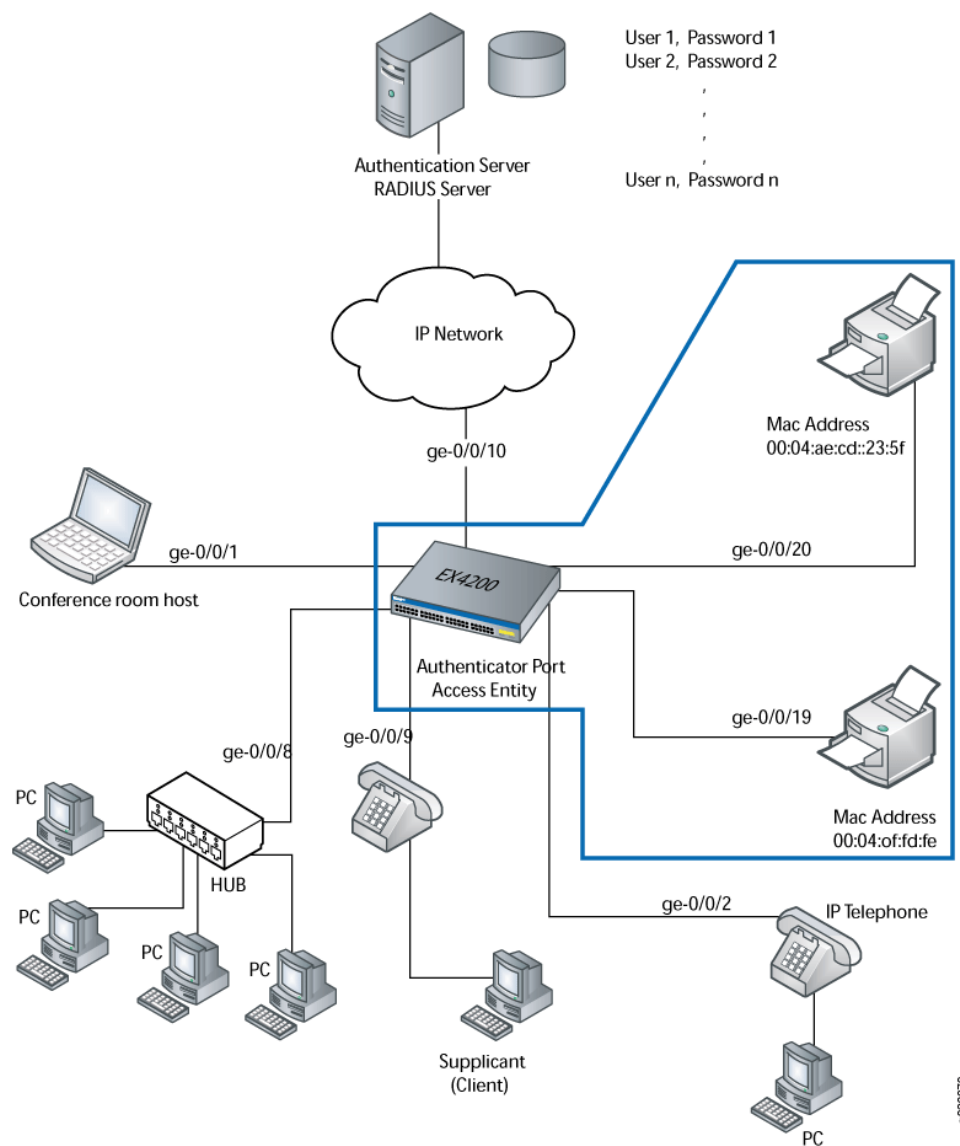 User 1, Password 1
User 2, Password 2
,
,
,
,
User n, Password n
Authentication Server
RADIUS Server
IP Network
ge-0/0/10
Mac Address
00:04:ae:cd::23:5f
ge-0/0/1
ge-0/0/20
EX4200
Conference room host
Authenticator Port
Access Entity
ge-0/0/19
ge-0/0/8
ge-0/0/9
Mac Address
00:04:of:fd:fe
PC
HUB
ge-0/0/2
IP Telephone
PC
PC
PC
Supplicant
(Client)
PC